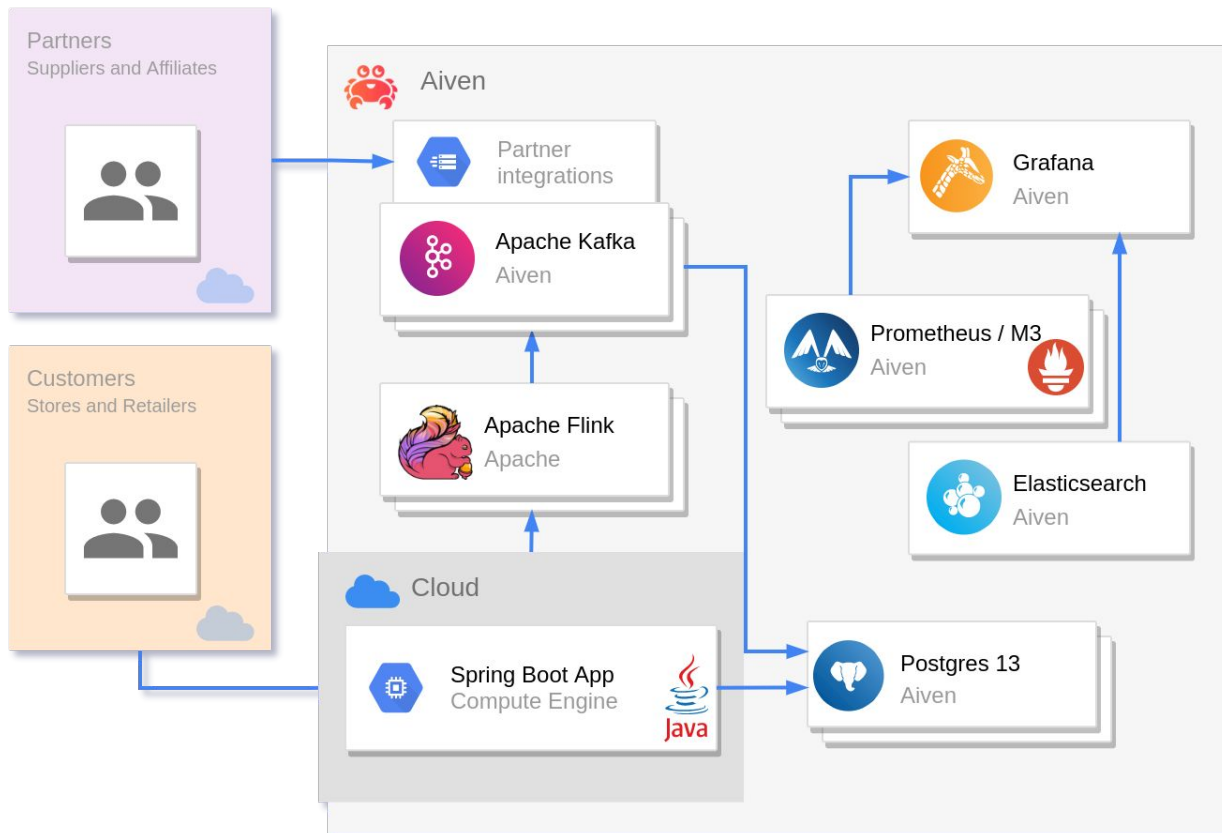 Partners
Suppliers and Affiliates
Aiven
Partner
integrations
Grafana
Aiven
Apache Kafka
Aiven
Prometheus / M3
Aiven
Customers
Stores and Retailers
Apache Flink
Apache
Elasticsearch
Aiven
Cloud
Spring Boot App
Compute Engine
Java
Postgres 13
Aiven